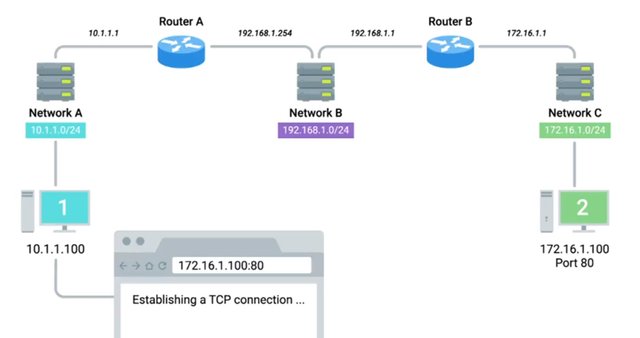 Router A
Router B
10.1.1.1
192.168.1.254
192.168.1.1
172.16.1.1
Network A
Network B
Network C
10.1.1.0/24
192.168.1.0/24
172.16.1.0/24
1
2
10.1.1.100
172.16.1.100
Port 80
172.16.1.100:80
Establishing a TCP connection ...